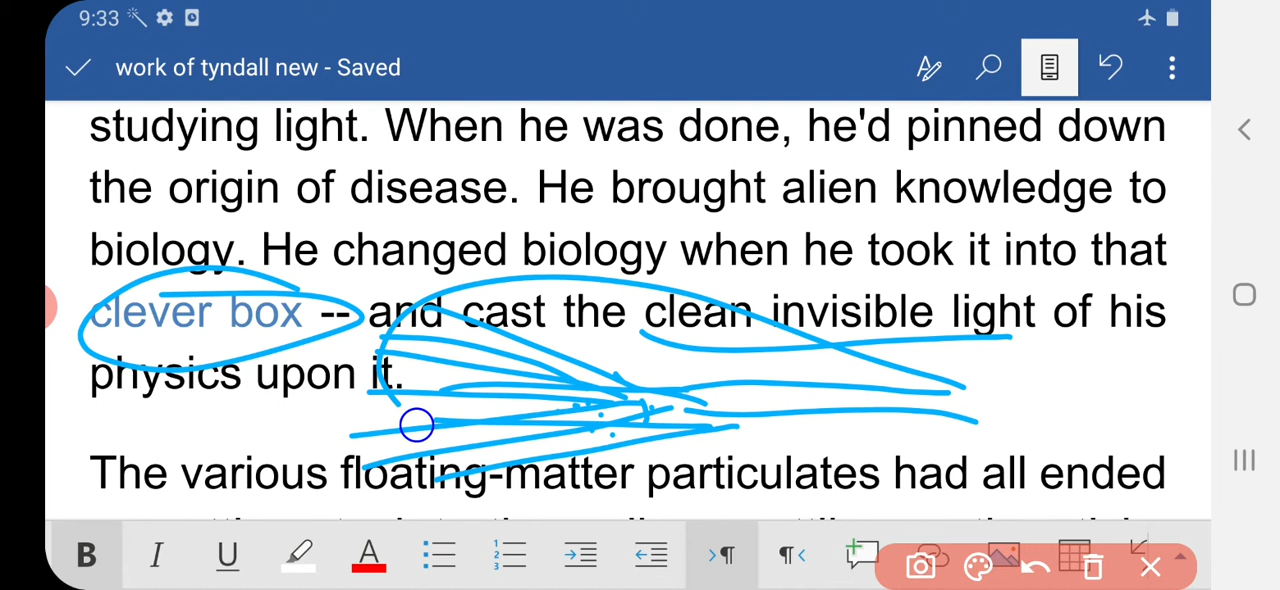 9:33
work of tyndall new - Saved
studying light. When he was done, he'd pinned down
the origin of disease. He brought alien knowledge to
biology. He changed biology when he took it into that
clever box -- and cast the clean invisible light of his
physics upon it.
The various floating-matter particulates had all ended
B I U A